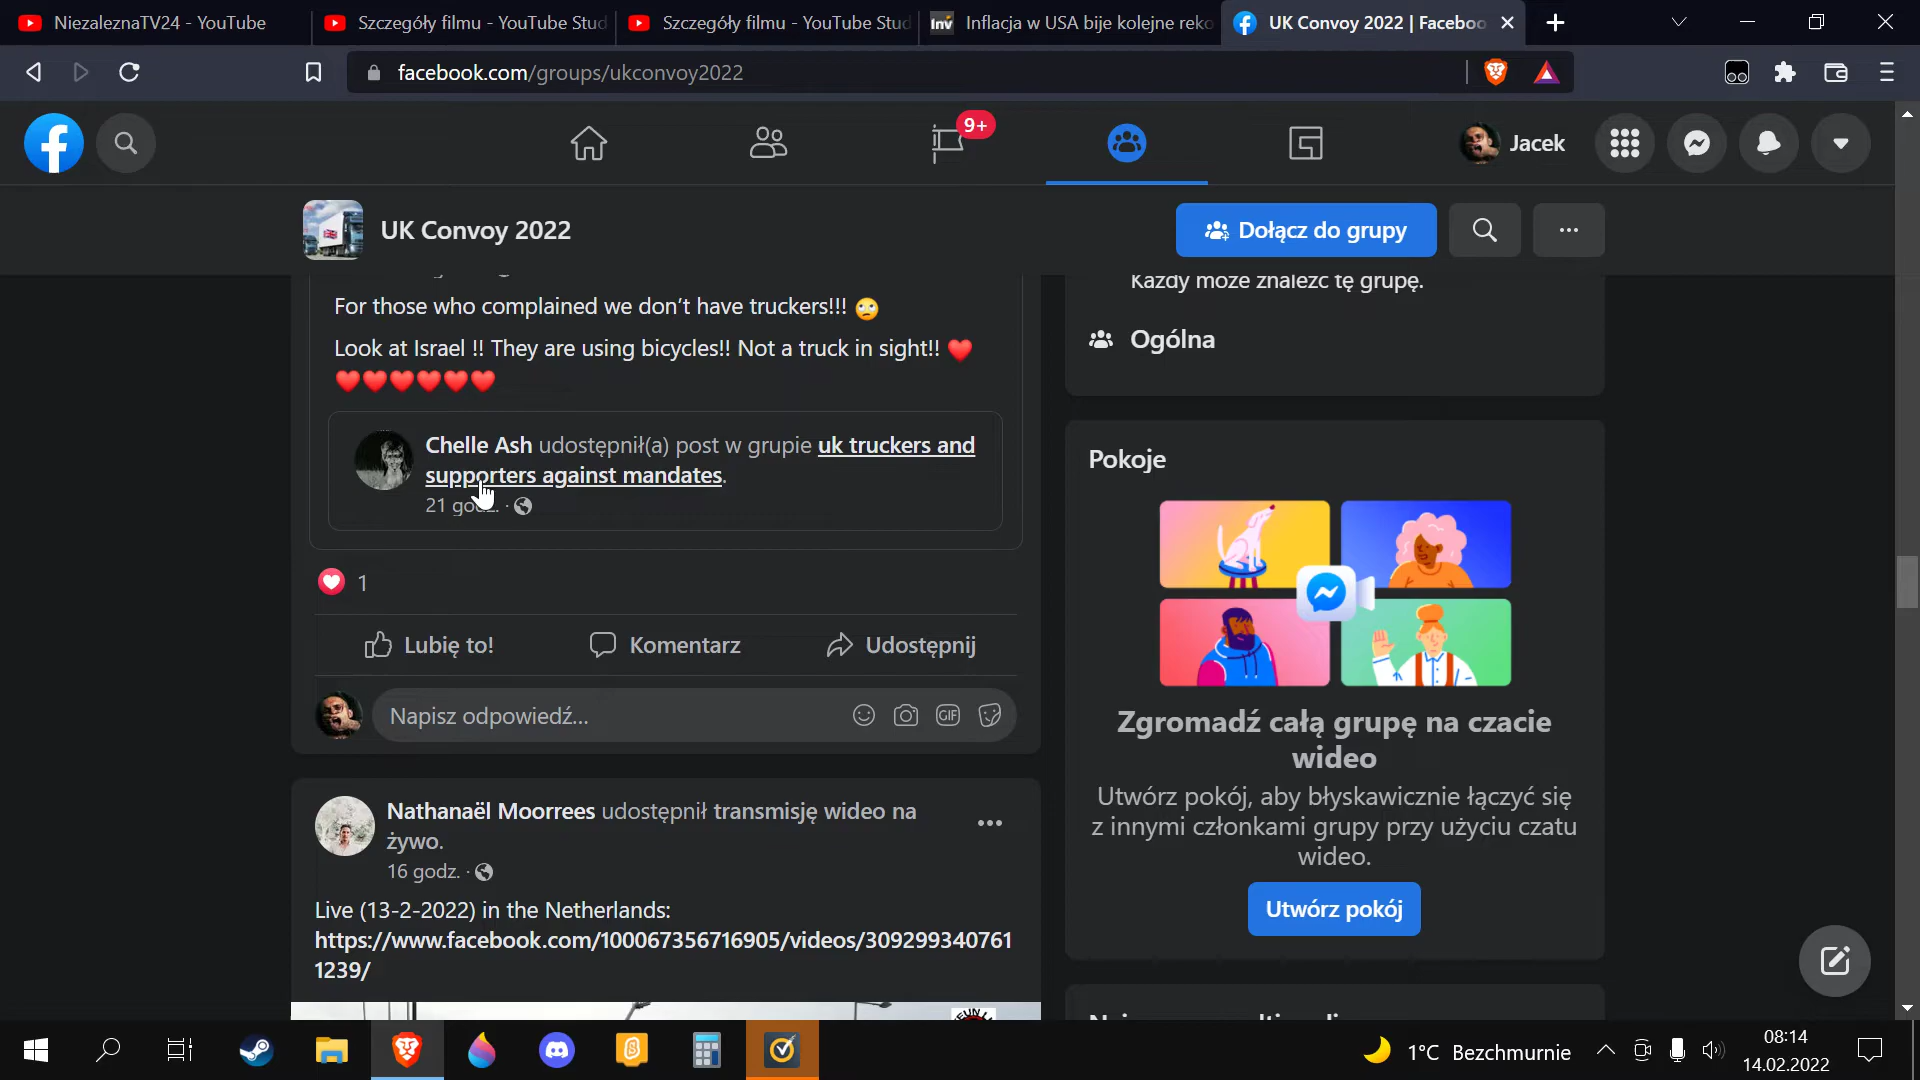 NiezaleznaTV24 - YouTube
Szczegóły filmu - YouTube Stud
Szczegóły filmu - YouTube Stud
Inv
Inflacja w USA bije kolejne reko
UK Convoy 2022 | Faceboo
facebook.com/groups/ukconvoy2022
9+
Jacek
UK Convoy 2022
Dołącz do grupy
For those who complained we don’t have truckers!!! 🙄
Look at Israel !! They are using bicycles!! Not a truck in sight!! ❤️
❤️❤️❤️❤️❤️❤️
Chelle Ash udostępnił(a) post w grupie uk truckers and
supporters against mandates.
21 godz. ·
1
Lubię to!
Komentarz
Udostępnij
Napisz odpowiedź...
GIF
Nathanaël Moorrees udostępnił transmisję wideo na
żywo.
16 godz. ·
Live (13-2-2022) in the Netherlands:
https://www.facebook.com/100067356716905/videos/309299340761
1239/
Każdy może znaleźć tę grupę.
Ogólna
Pokoje
Zgromadź całą grupę na czacie
wideo
Utwórz pokój, aby błyskawicznie łączyć się
z innymi członkami grupy przy użyciu czatu
wideo.
Utwórz pokój
1°C Bezchmurnie
08:14
14.02.2022